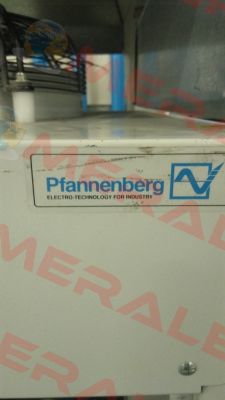 Pfannenberg
ELECTRO-TECHNOLOGY FOR INDUSTRY